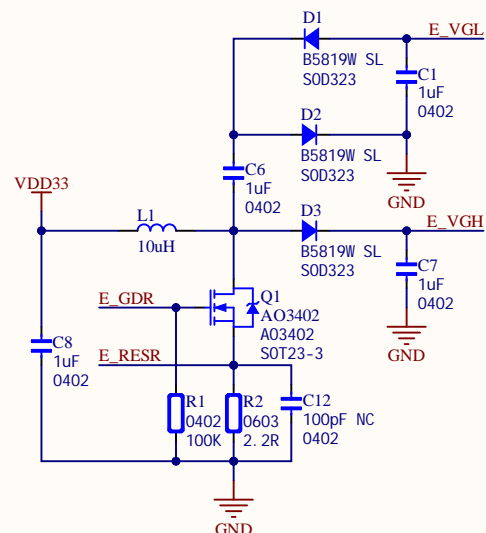 D1
E_VGL
B5819W SL
SOD323
C1
1uF
0402
D2
B5819W SL
SOD323
GND
C6
1uF
0402
VDD33
L1
10uH
D3
E_VGH
B5819W SL
SOD323
C7
1uF
0402
GND
E_GDR
Q1
AO3402
AO3402
SOT23-3
C8
1uF
0402
E_RESR
R1
0402
100K
R2
0603
2.2R
C12
100pF NC
0402
GND